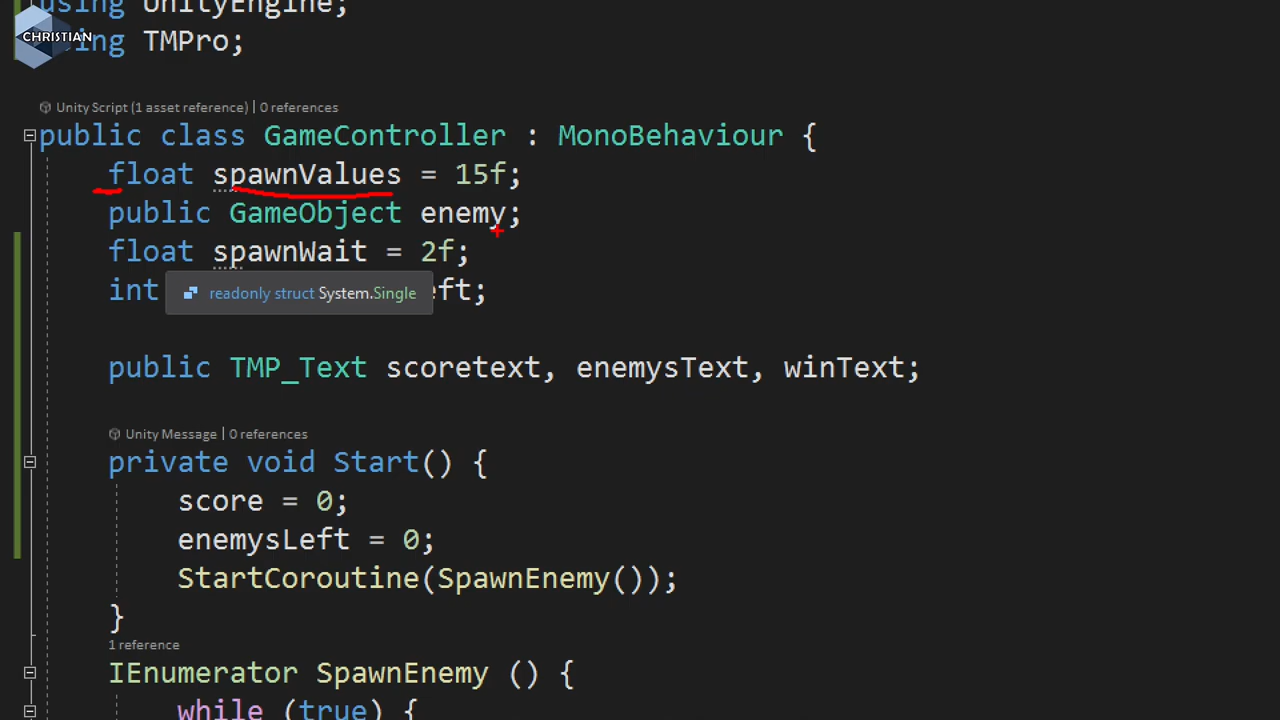 using UnityEngine;
CHRISTIAN
ing TMPro;
Unity Script (1 asset reference) | 0 references
public class GameController : MonoBehaviour {
float spawnValues = 15f;
public GameObject enemy;
float spawnWait = 2f;
int eft;
readonly struct System.Single
public TMP_Text scoretext, enemysText, winText;
Unity Message | 0 references
private void Start() {
score = 0;
enemysLeft = 0;
StartCoroutine(SpawnEnemy());
}
1 reference
IEnumerator SpawnEnemy () {
while (true) {